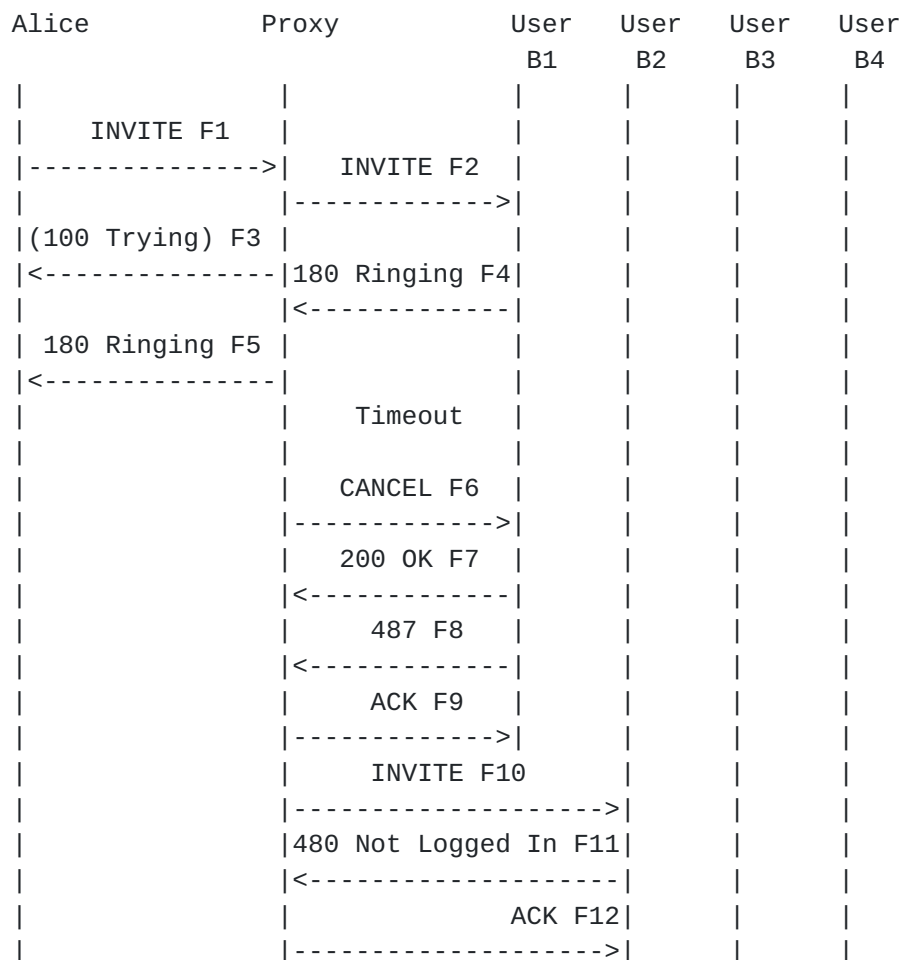 Alice           Proxy           User   User   User   User
                                 B1     B2     B3     B4
|                |              |      |      |      |
|    INVITE F1   |              |      |      |      |
|--------------->|   INVITE F2  |      |      |      |
|                |------------->|      |      |      |
|(100 Trying) F3 |              |      |      |      |
|<---------------|180 Ringing F4|      |      |      |
|                |<-------------|      |      |      |
| 180 Ringing F5 |              |      |      |      |
|<---------------|              |      |      |      |
|                |    Timeout   |      |      |      |
|                |              |      |      |      |
|                |   CANCEL F6  |      |      |      |
|                |------------->|      |      |      |
|                |   200 OK F7  |      |      |      |
|                |<-------------|      |      |      |
|                |     487 F8   |      |      |      |
|                |<-------------|      |      |      |
|                |     ACK F9   |      |      |      |
|                |------------->|      |      |      |
|                |     INVITE F10      |      |      |
|                |-------------------->|      |      |
|                |480 Not Logged In F11|      |      |
|                |<--------------------|      |      |
|                |              ACK F12|      |      |
|                |-------------------->|      |      |